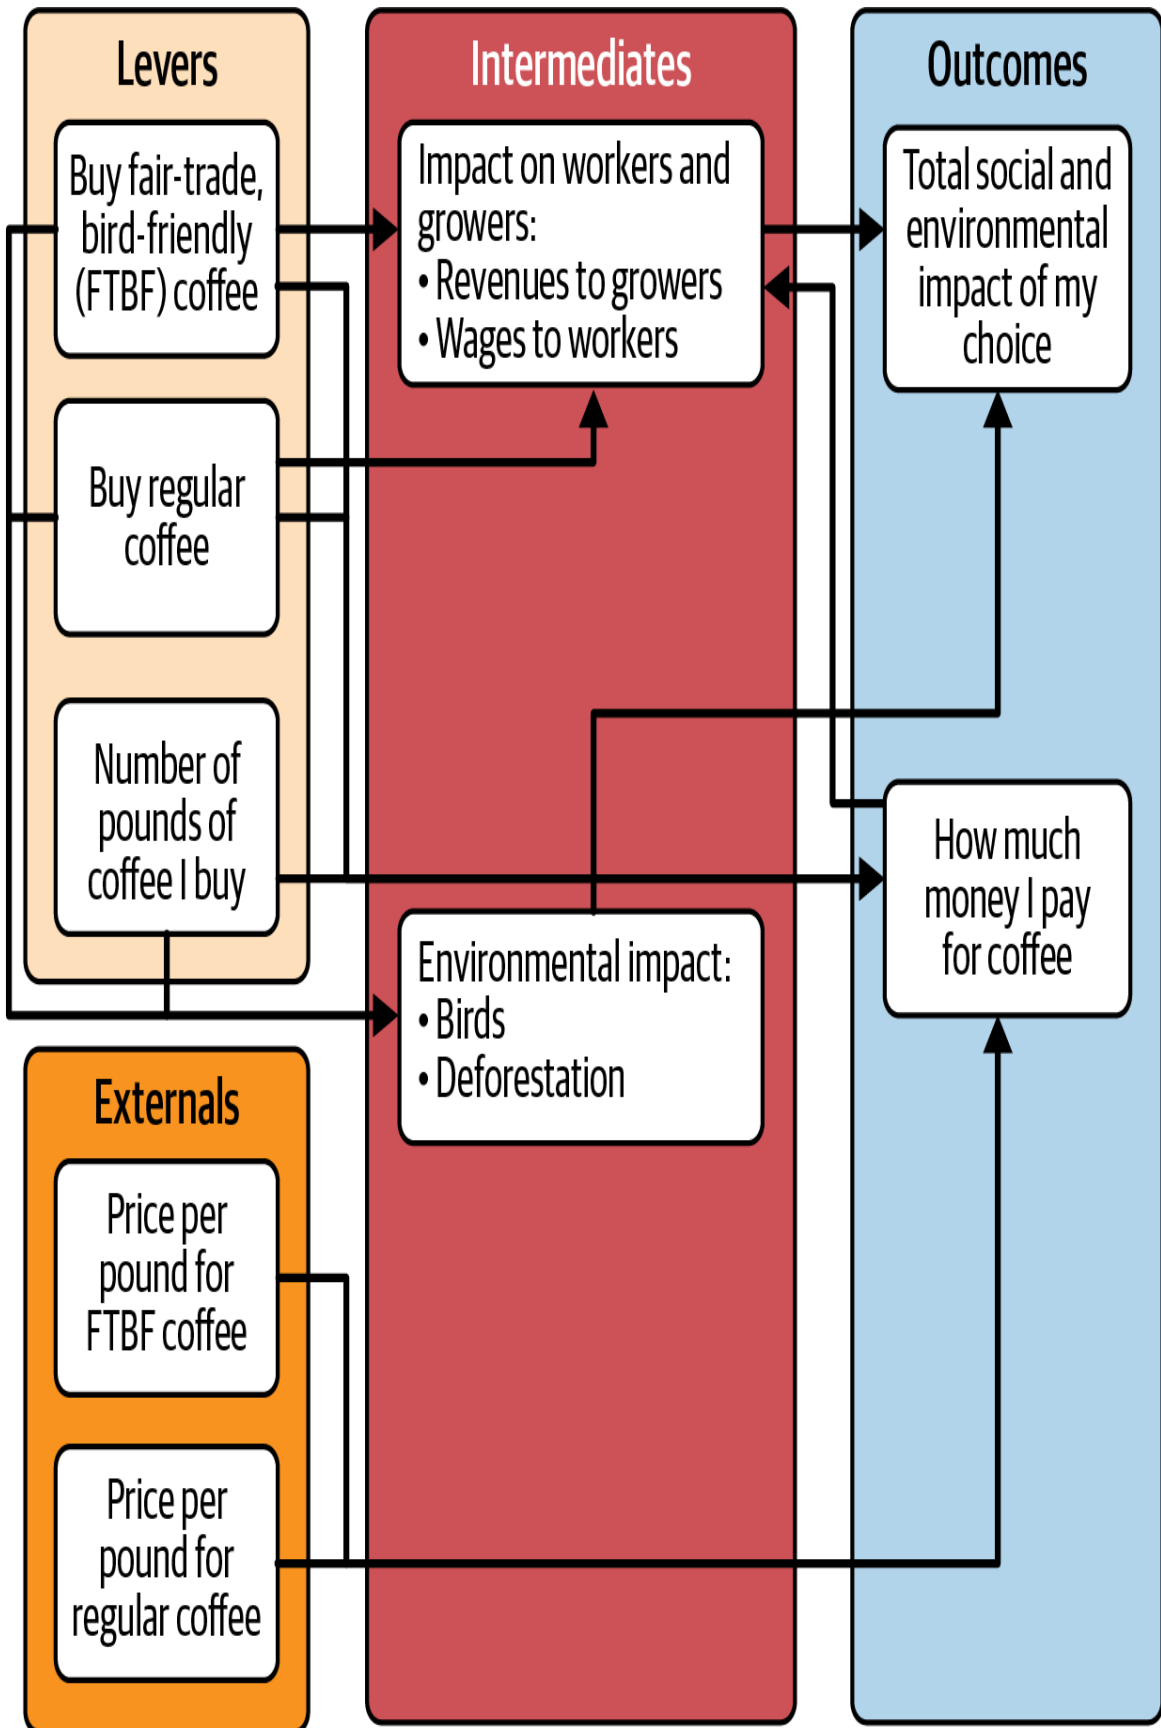 Levers
Buy fair-trade,
bird-friendly
(FTBF) coffee
Buy regular
coffee
Number of
pounds of
coffee I buy
Externals
Price per
pound for
FTBF coffee
Price per
pound for
regular coffee
Intermediates
Impact on workers and
growers:
• Revenues to growers
• Wages to workers
Environmental impact:
• Birds
• Deforestation
Outcomes
Total social and
environmental
impact of my
choice
How much
money I pay
for coffee